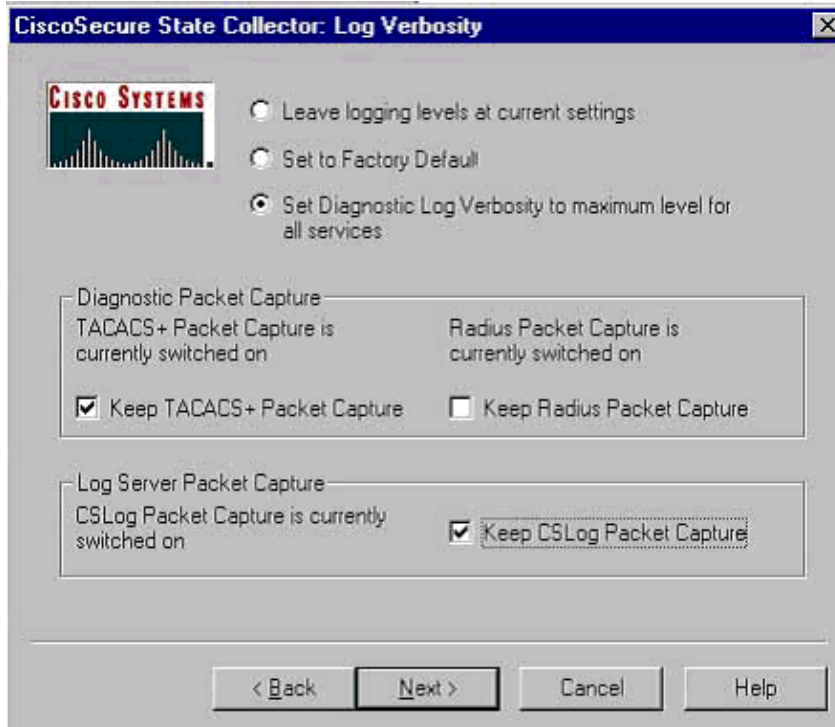 CiscoSecure State Collector: Log Verbosity
CISCO SYSTEMS
Leave logging levels at current settings
Set to Factory Default
Set Diagnostic Log Verbosity to maximum level for
all services
Diagnostic Packet Capture
TACACS+ Packet Capture is
currently switched on
Radius Packet Capture is
currently switched on
Keep TACACS+ Packet Capture
Keep Radius Packet Capture
Log Server Packet Capture
CSLog Packet Capture is currently
switched on
Keep CSLog Packet Capture
< Back
Next >
Cancel
Help